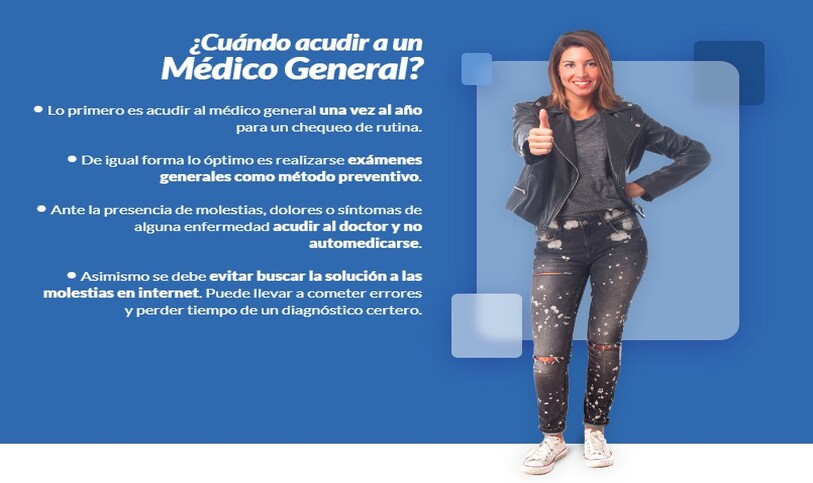 ¿Cuándo acudir a un
Médico General?
• Lo primero es acudir al médico general una vez al año
para un chequeo de rutina.
• De igual forma lo óptimo es realizarse exámenes
generales como método preventivo.
• Ante la presencia de molestias, dolores o síntomas de
alguna enfermedad acudir al doctor y no
automedicarse.
• Asimismo se debe evitar buscar la solución a las
molestias en internet. Puede llevar a cometer errores
y perder tiempo de un diagnóstico certero.